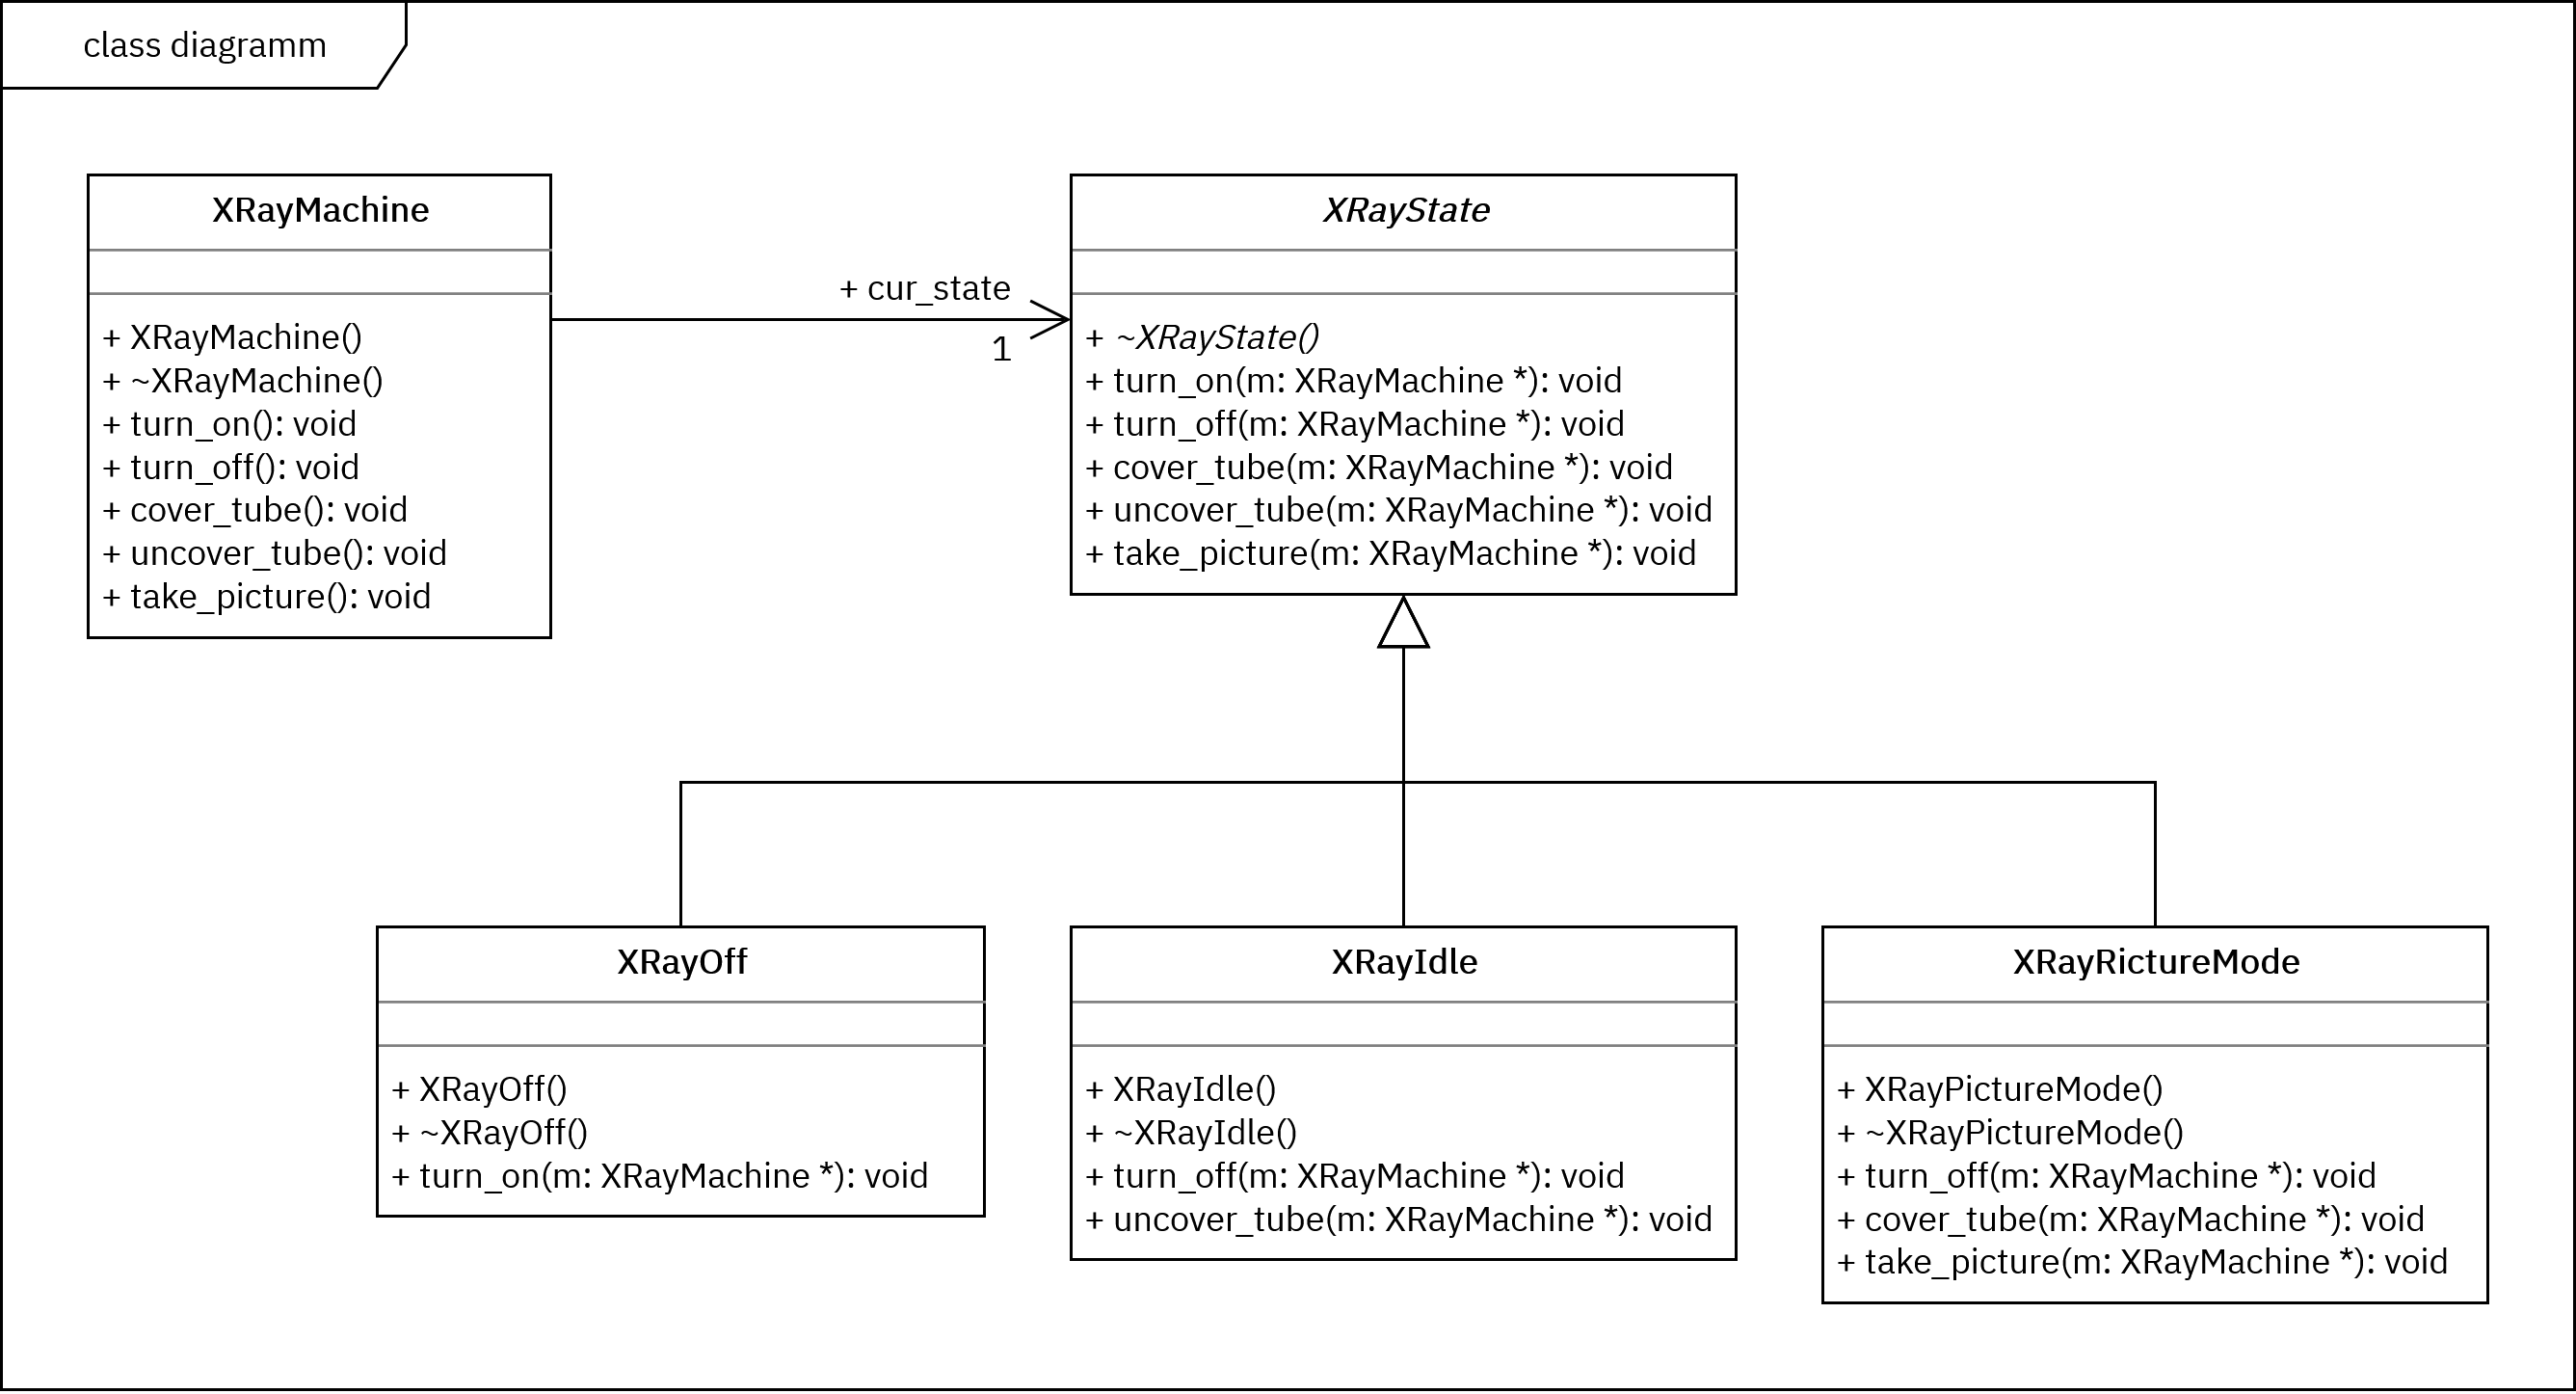 class diagramm
XRayMachine
+ XRayMachine()
+ ~XRayMachine()
+ turn_on(): void
+ turn_off(): void
+ cover_tube(): void
+ uncover_tube(): void
+ take_picture(): void
+ cur_state
1
XRayState
+ ~XRayState()
+ turn_on(m: XRayMachine *): void
+ turn_off(m: XRayMachine *): void
+ cover_tube(m: XRayMachine *): void
+ uncover_tube(m: XRayMachine *): void
+ take_picture(m: XRayMachine *): void
XRayOff
+ XRayOff()
+ ~XRayOff()
+ turn_on(m: XRayMachine *): void
XRayIdle
+ XRayIdle()
+ ~XRayIdle()
+ turn_off(m: XRayMachine *): void
+ uncover_tube(m: XRayMachine *): void
XRayRictureMode
+ XRayPictureMode()
+ ~XRayPictureMode()
+ turn_off(m: XRayMachine *): void
+ cover_tube(m: XRayMachine *): void
+ take_picture(m: XRayMachine *): void